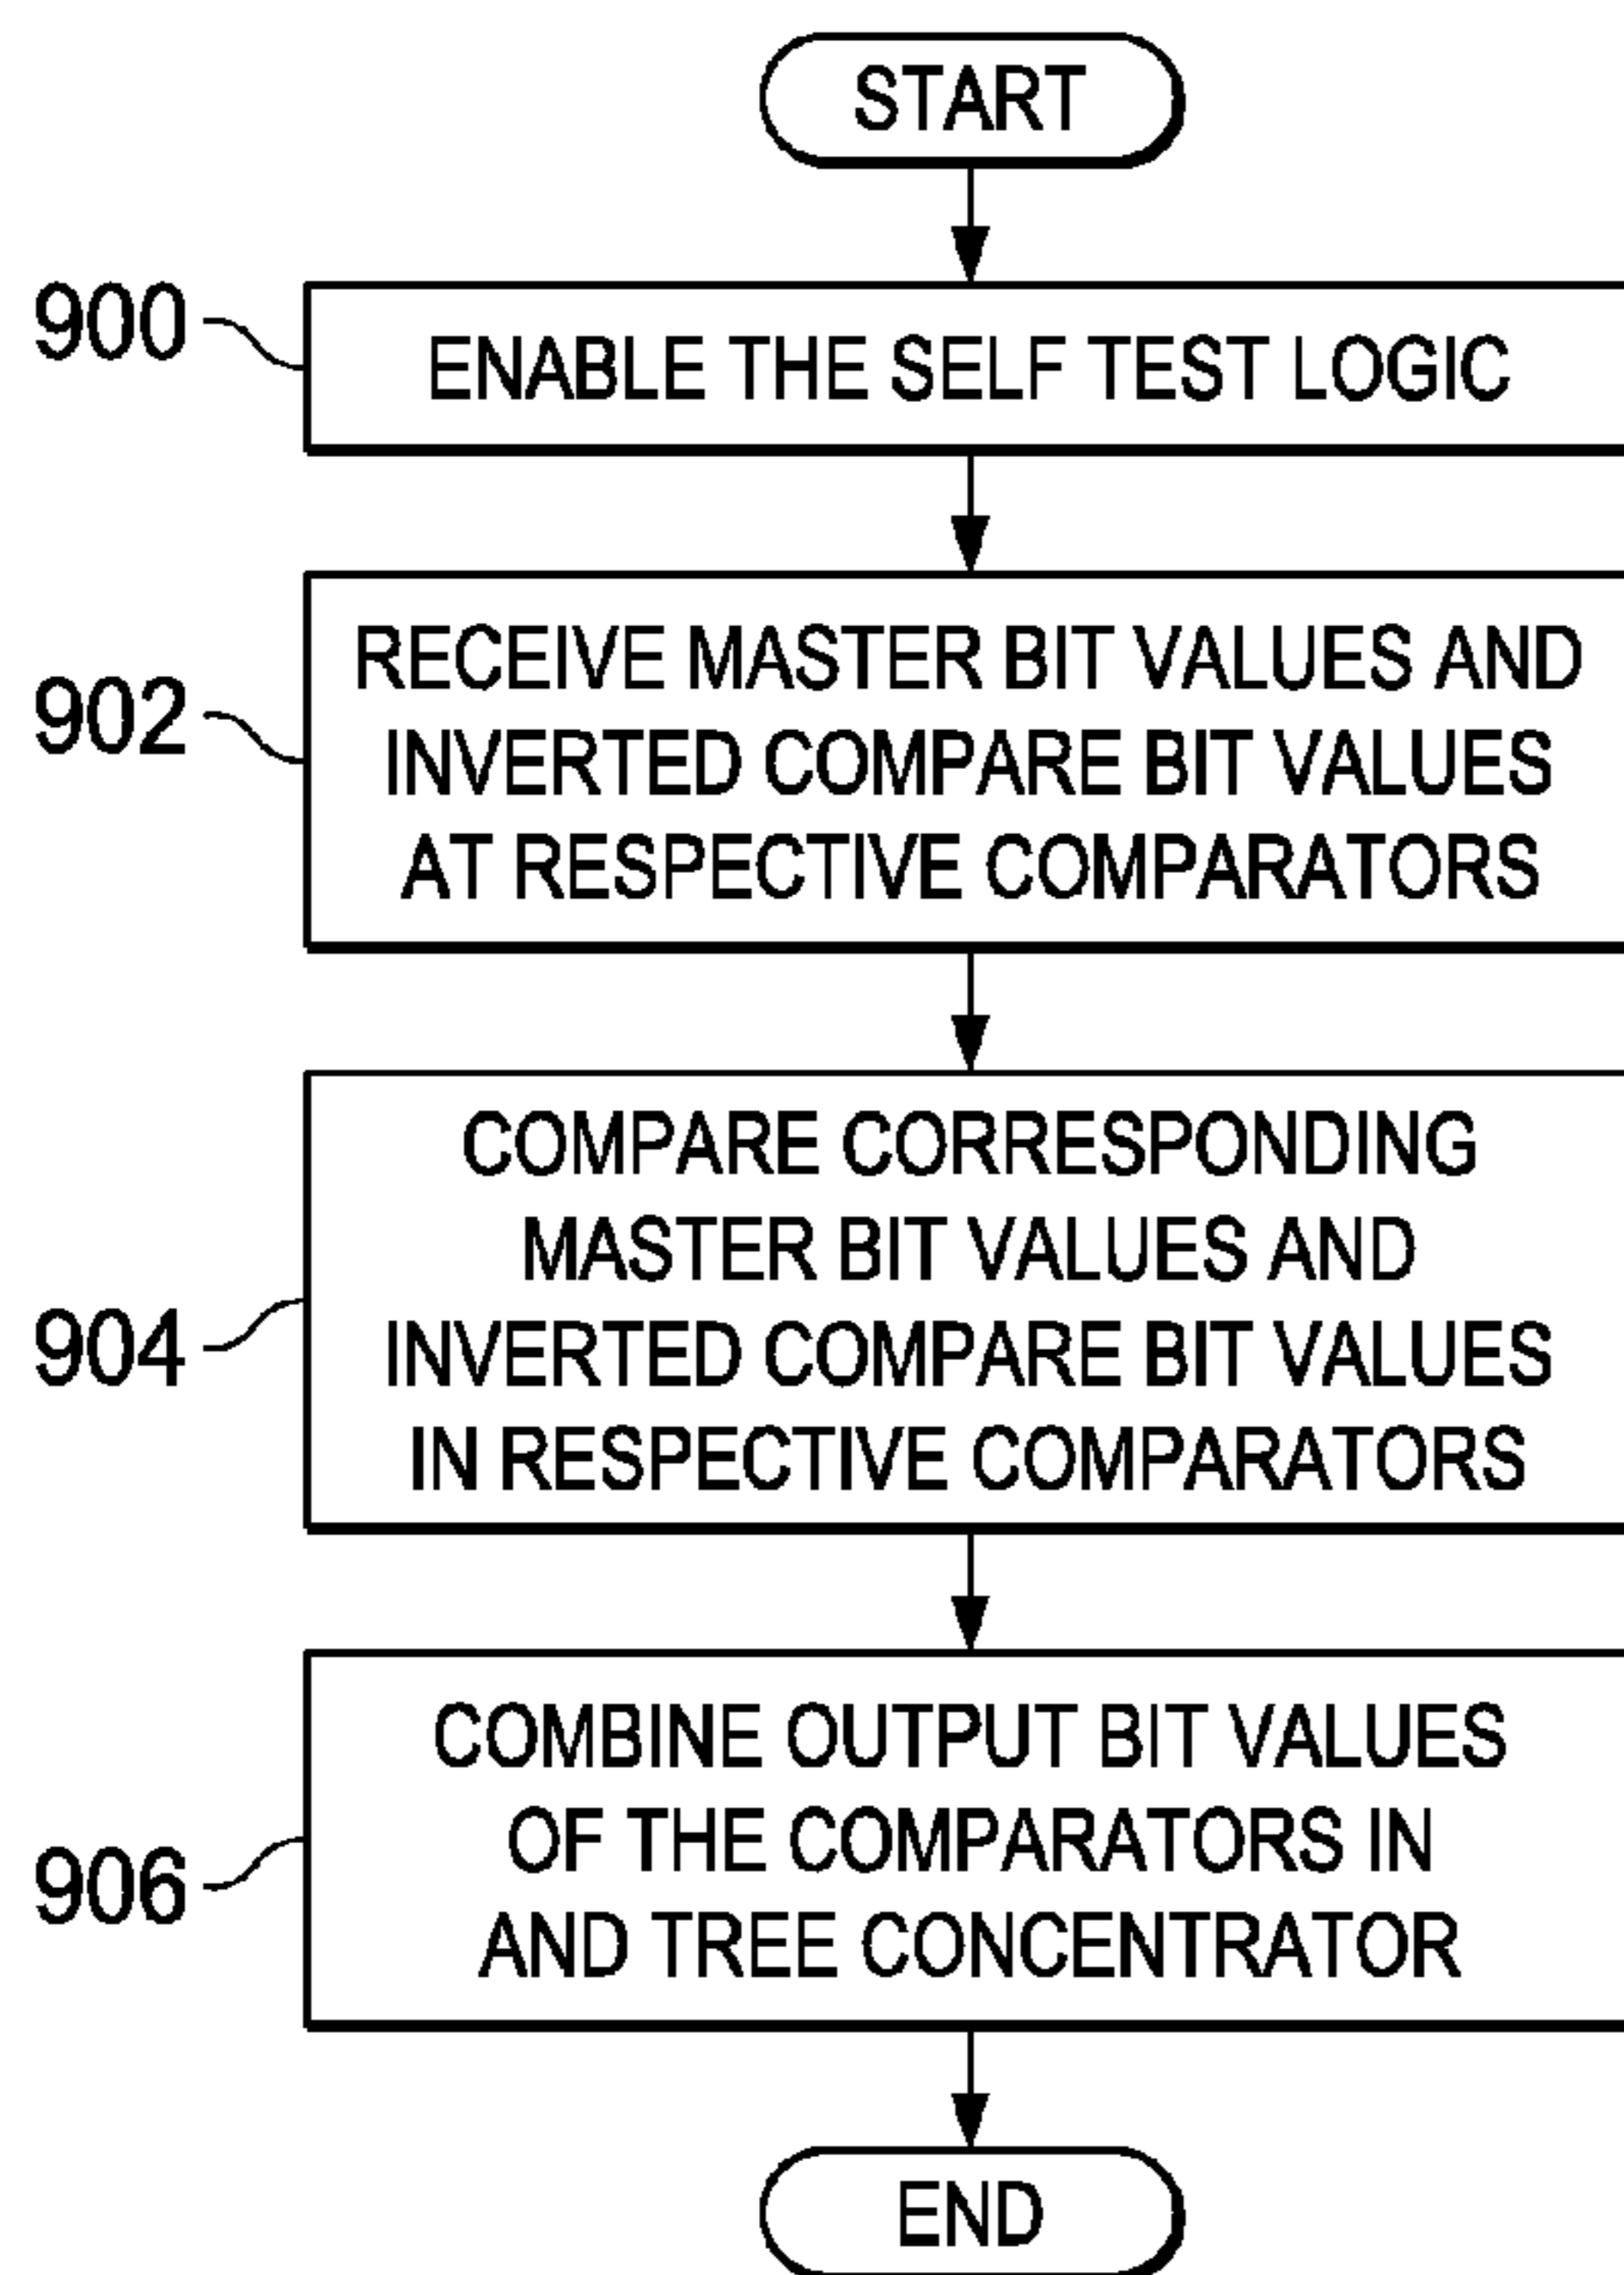 START
900
ENABLE THE SELF TEST LOGIC
902
RECEIVE MASTER BIT VALUES AND
INVERTED COMPARE BIT VALUES
AT RESPECTIVE COMPARATORS
904
COMPARE CORRESPONDING
MASTER BIT VALUES AND
INVERTED COMPARE BIT VALUES
IN RESPECTIVE COMPARATORS
906
COMBINE OUTPUT BIT VALUES
OF THE COMPARATORS IN
AND TREE CONCENTRATOR
END